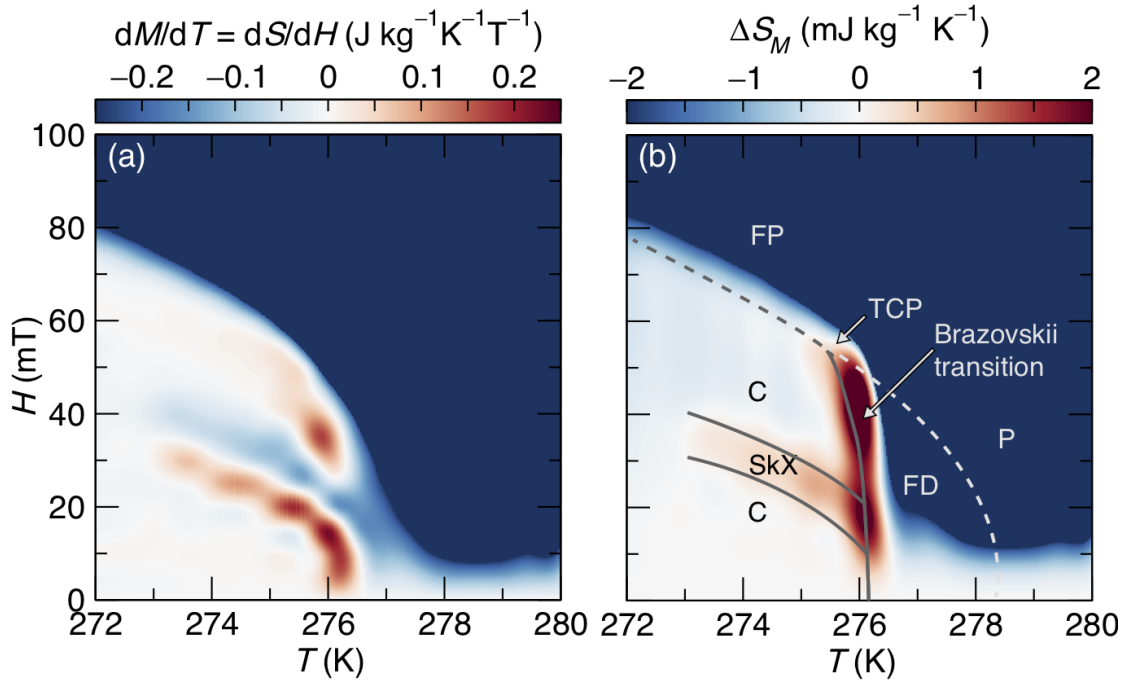 dM/dT = dS/dH (J kg⁻¹K⁻¹T⁻¹)
−0.2 −0.1 0 0.1 0.2
(a)
100
80
60
40
20
0
H (mT)
272 274 276 278 280
T (K)
ΔS_M (mJ kg⁻¹ K⁻¹)
−2 −1 0 1 2
(b)
FP
TCP
Brazovskii
transition
C
P
SkX
FD
C
272 274 276 278 280
T (K)